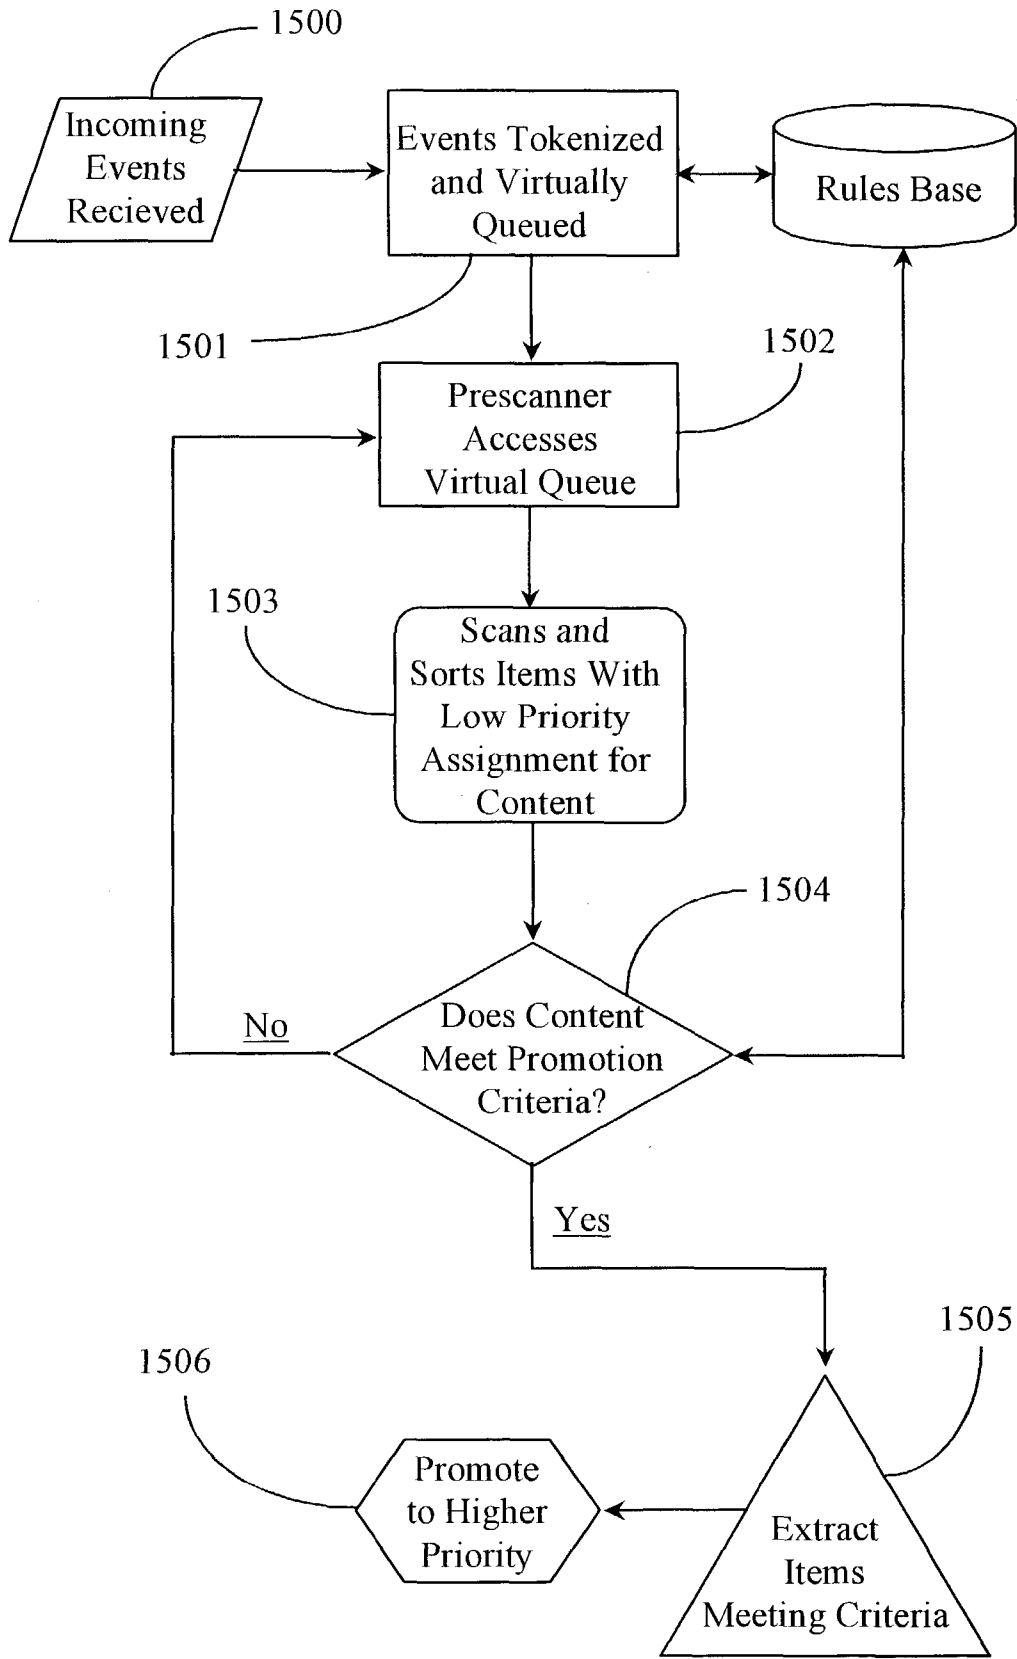 1500
Incoming
Events
Recieved
Events Tokenized
and Virtually
Queued
Rules Base
1501
1502
Prescanner
Accesses
Virtual Queue
1503
Scans and
Sorts Items With
Low Priority
Assignment for
Content
1504
Does Content
Meet Promotion
Criteria?
No
Yes
1505
1506
Promote
to Higher
Priority
Extract
Items
Meeting Criteria